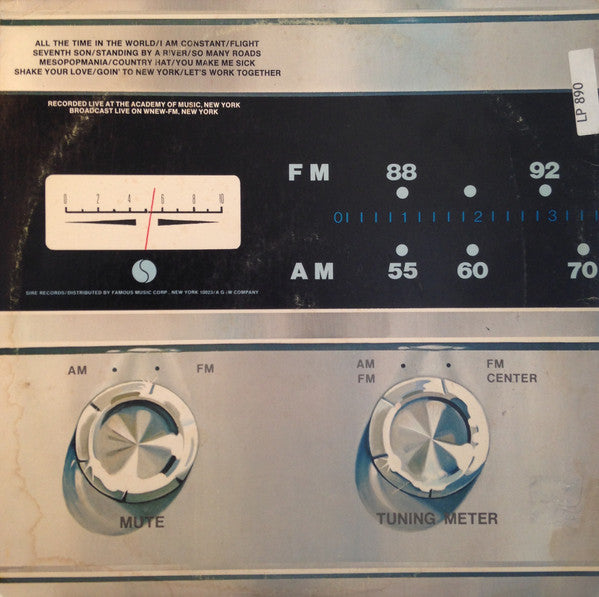 ALL THE TIME IN THE WORLD/I AM CONSTANT/FLIGHT
SEVENTH SON/STANDING BY A RIVER/SO MANY ROADS
MESOPOPMANIA/COUNTRY HAT/YOU MAKE ME SICK
SHAKE YOUR LOVE/GOIN' TO NEW YORK/LET'S WORK TOGETHER
LP 890
RECORDED LIVE AT THE ACADEMY OF MUSIC, NEW YORK
BROADCAST LIVE ON WNEW-FM, NEW YORK
0 2 4 6 8 10
FM 88 92
0 1 2 3
AM 55 60 70
S
SIRE RECORDS/DISTRIBUTED BY FAMOUS MUSIC CORP., NEW YORK 10023/A G+W COMPANY
AM FM
MUTE
AM FM
FM CENTER
TUNING METER